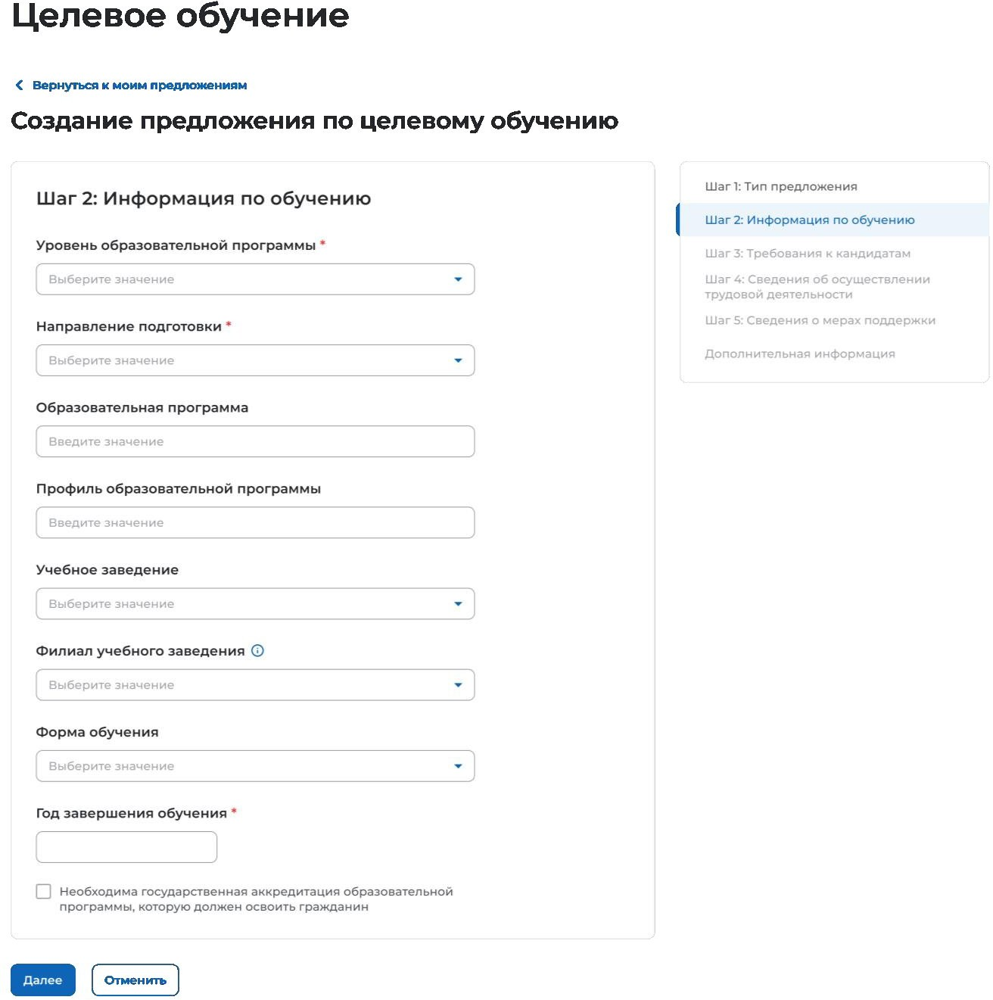 Целевое обучение
Вернуться к моим предложениям
Создание предложения по целевому обучению
Шаг 2: Информация по обучению
Уровень образовательной программы *
Выберите значение
Направление подготовки *
Выберите значение
Образовательная программа
Введите значение
Профиль образовательной программы
Введите значение
Учебное заведение
Выберите значение
Филиал учебного заведения
Выберите значение
Форма обучения
Выберите значение
Год завершения обучения *
Необходима государственная аккредитация образовательной
программы, которую должен освоить гражданин
Далее
Отменить
Шаг 1: Тип предложения
Шаг 2: Информация по обучению
Шаг 3: Требования к кандидатам
Шаг 4: Сведения об осуществлении
трудовой деятельности
Шаг 5: Сведения о мерах поддержки
Дополнительная информация